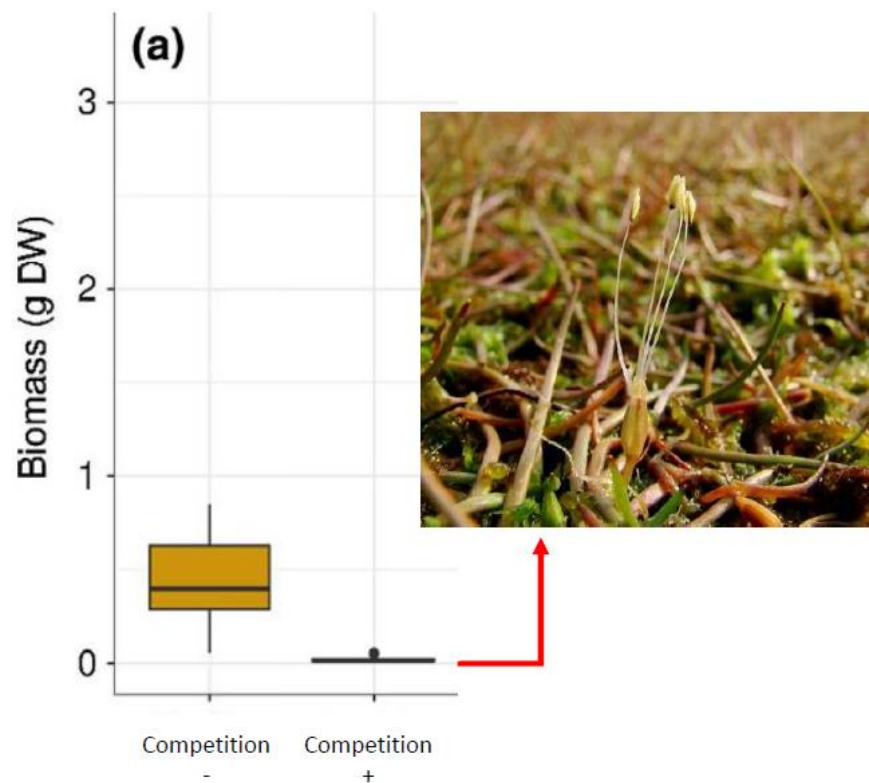 (a)
3
2
1
0
Biomass (g DW)
Competition Competition
- +